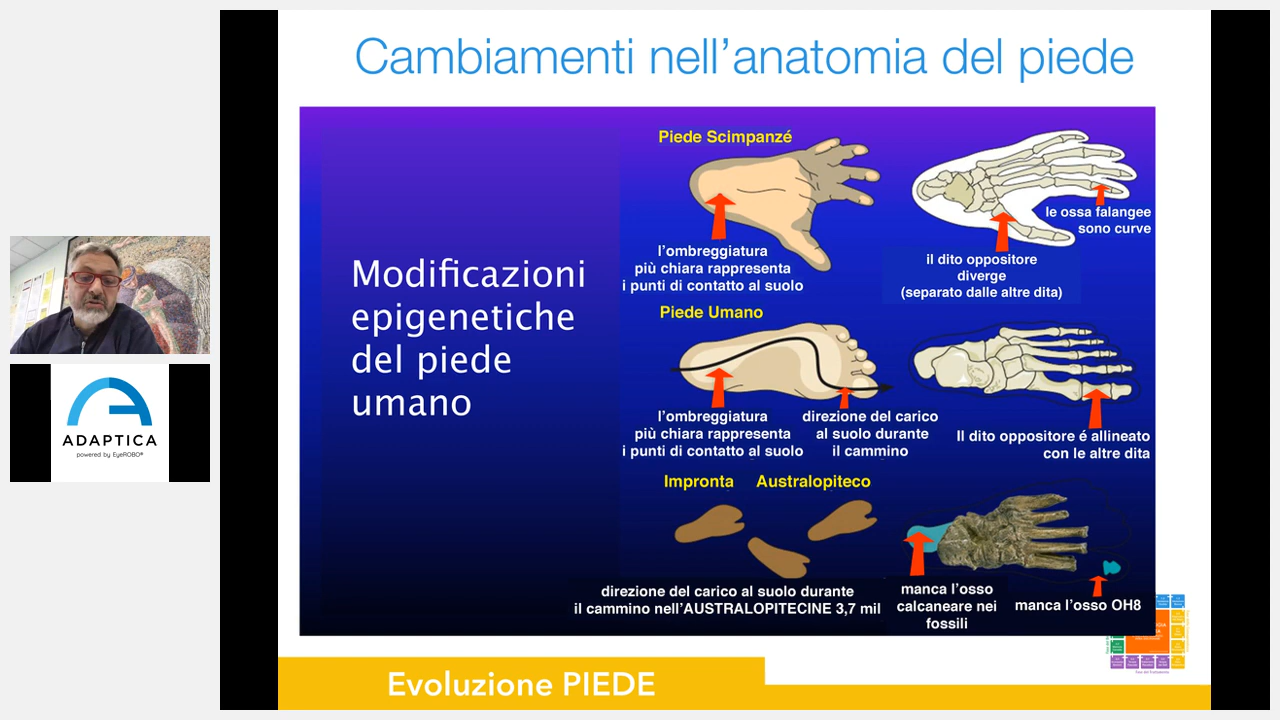 Cambiamenti nell’anatomia del piede
Modificazioni
epigenetiche
del piede
umano
Piede Scimpanzé
l’ombreggiatura
più chiara rappresenta
i punti di contatto al suolo
le ossa falangee
sono curve
il dito oppositore
diverge
(separato dalle altre dita)
Piede Umano
l’ombreggiatura
più chiara rappresenta
i punti di contatto al suolo
direzione del carico
al suolo durante
il cammino
Il dito oppositore é allineato
con le altre dita
Impronta Australopiteco
direzione del carico al suolo durante
il cammino nell’AUSTRALOPITECINE 3,7 mil
manca l’osso
calcaneare nei
fossili
manca l’osso OH8
Evoluzione PIEDE
ADAPTICA
powered by EyeROBO®